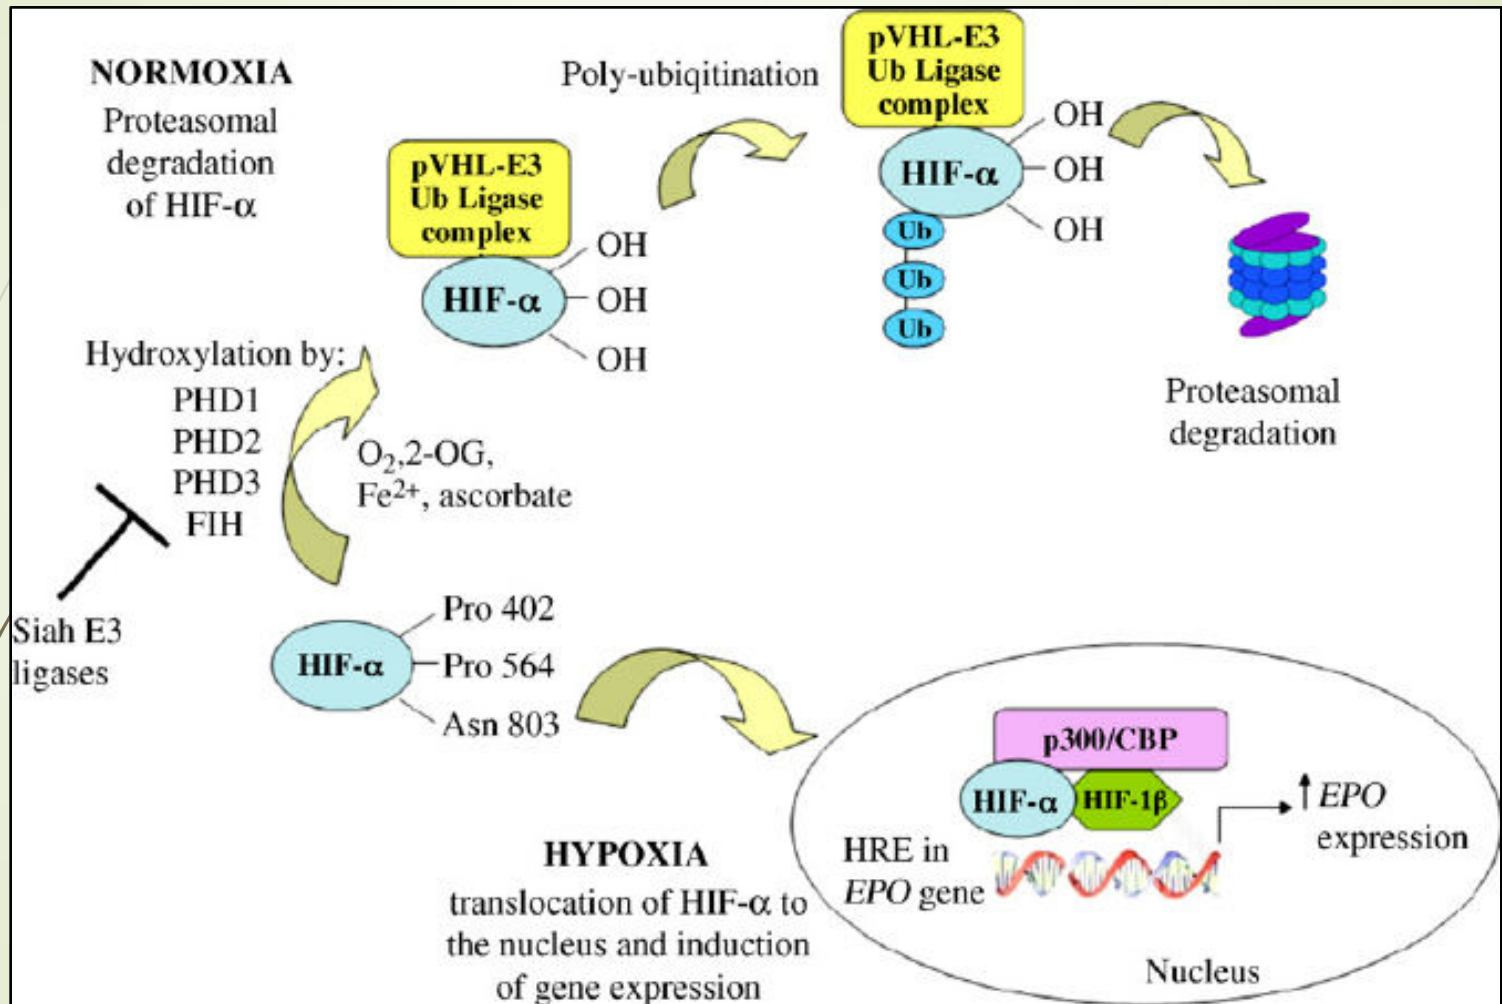 NORMOXIA
Proteasomal
degradation
of HIF-α
pVHL-E3
Ub Ligase
complex
HIF-α
OH
OH
OH
Poly-ubiqitination
pVHL-E3
Ub Ligase
complex
HIF-α
OH
OH
OH
Ub
Ub
Ub
Proteasomal
degradation
Hydroxylation by:
PHD1
PHD2
PHD3
FIH
O₂,2-OG,
Fe²⁺, ascorbate
Siah E3
ligases
HIF-α
Pro 402
Pro 564
Asn 803
HYPOXIA
translocation of HIF-α to
the nucleus and induction
of gene expression
p300/CBP
HIF-α
HIF-1β
HRE in
EPO gene
EPO
expression
Nucleus